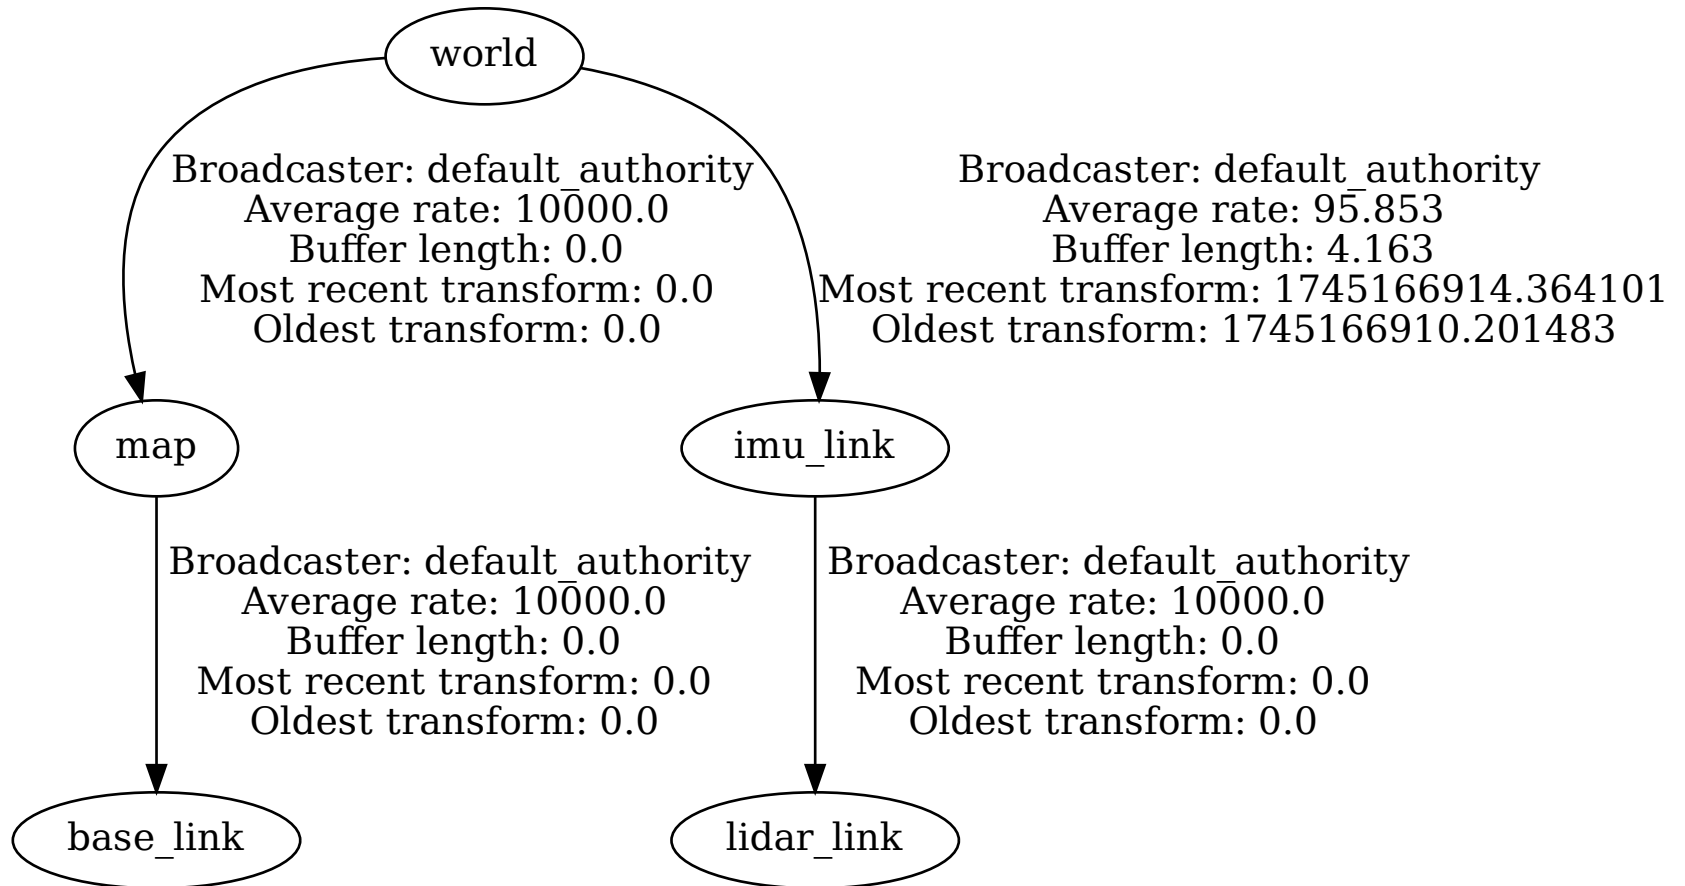 world
Broadcaster: default_authority
Average rate: 10000.0
Buffer length: 0.0
Most recent transform: 0.0
Oldest transform: 0.0
Broadcaster: default_authority
Average rate: 95.853
Buffer length: 4.163
Most recent transform: 1745166914.364101
Oldest transform: 1745166910.201483
map
imu_link
Broadcaster: default_authority
Average rate: 10000.0
Buffer length: 0.0
Most recent transform: 0.0
Oldest transform: 0.0
Broadcaster: default_authority
Average rate: 10000.0
Buffer length: 0.0
Most recent transform: 0.0
Oldest transform: 0.0
base_link
lidar_link